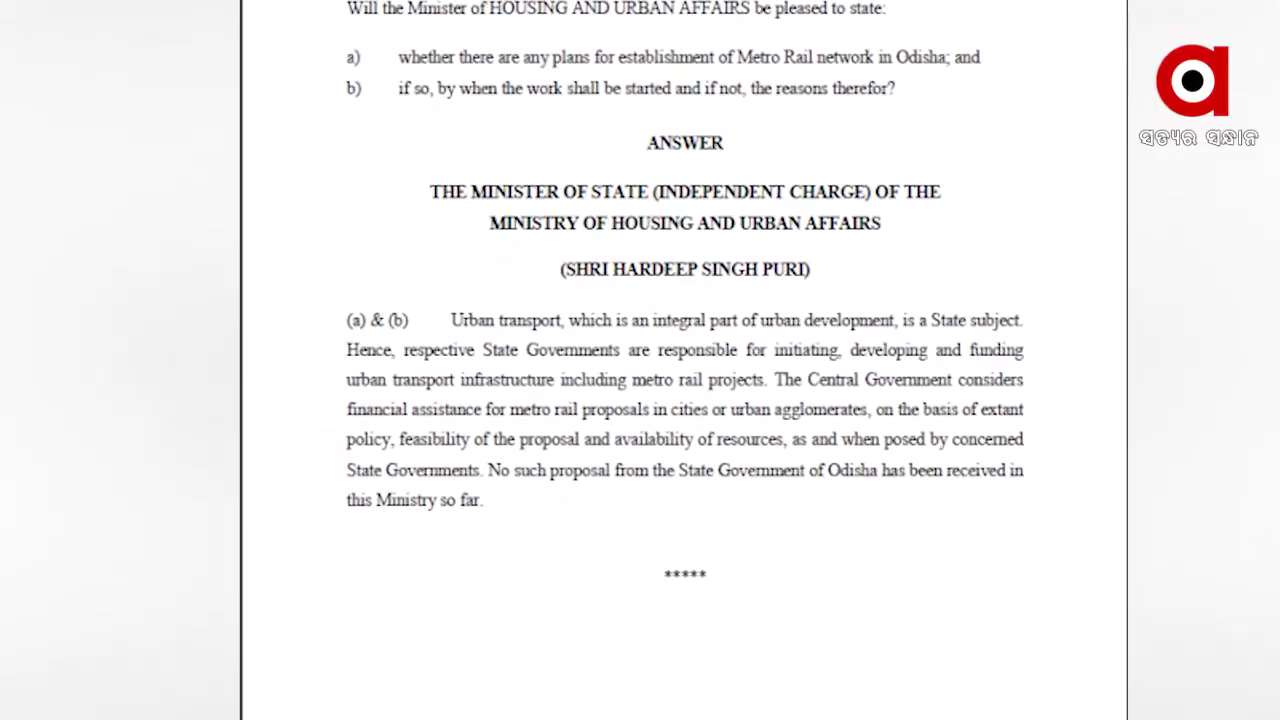 Will the Minister of HOUSING AND URBAN AFFAIRS be pleased to state:
a) whether there are any plans for establishment of Metro Rail network in Odisha; and
b) if so, by when the work shall be started and if not, the reasons therefor?
ANSWER
THE MINISTER OF STATE (INDEPENDENT CHARGE) OF THE
MINISTRY OF HOUSING AND URBAN AFFAIRS
(SHRI HARDEEP SINGH PURI)
(a) & (b) Urban transport, which is an integral part of urban development, is a State subject.
Hence, respective State Governments are responsible for initiating, developing and funding
urban transport infrastructure including metro rail projects. The Central Government considers
financial assistance for metro rail proposals in cities or urban agglomerates, on the basis of extant
policy, feasibility of the proposal and availability of resources, as and when posed by concerned
State Governments. No such proposal from the State Government of Odisha has been received in
this Ministry so far.
*****
a
ସତ୍ୟର ସନ୍ଧାନ